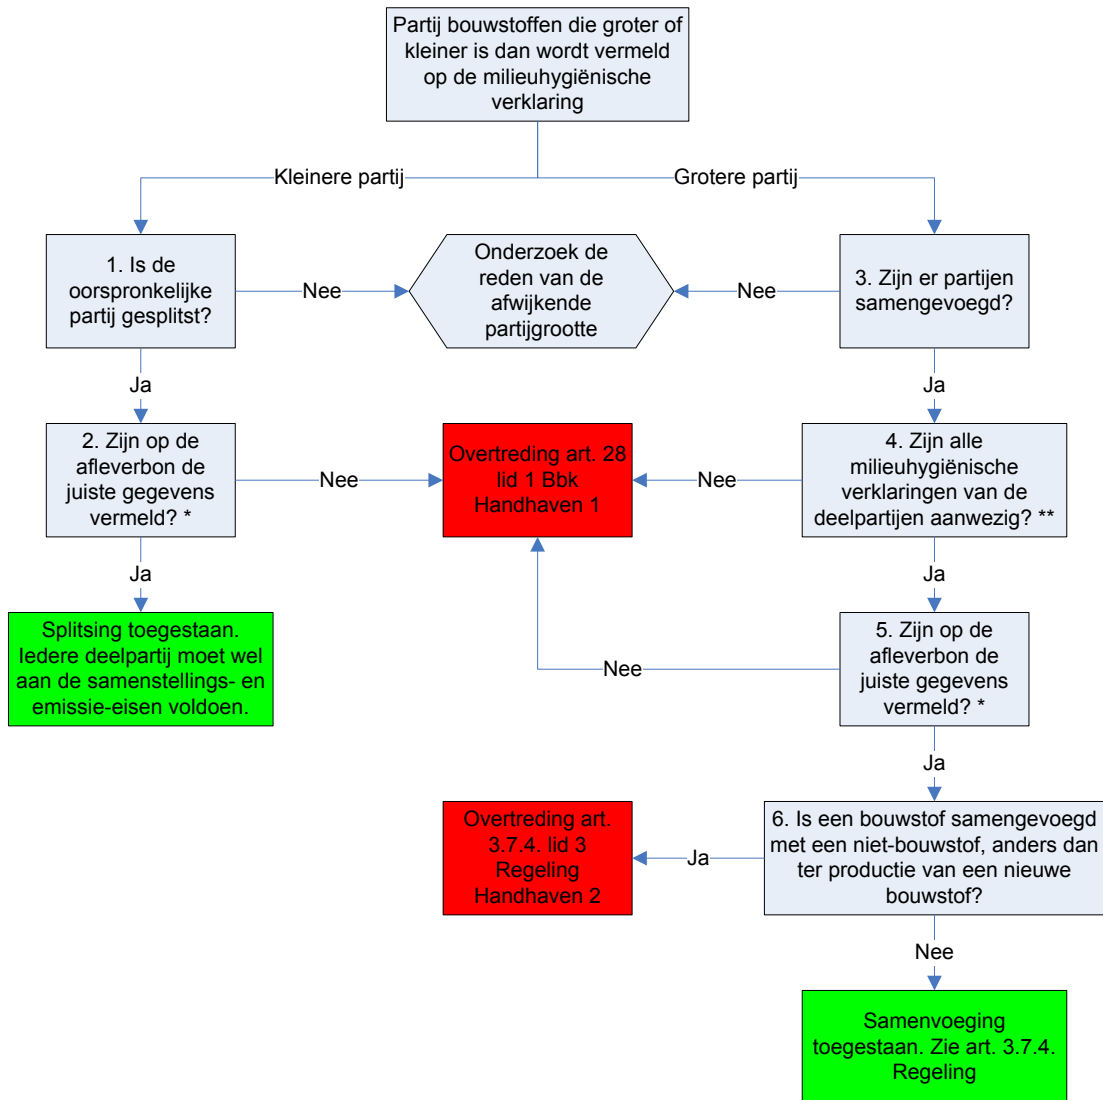 Partij bouwstoffen die groter of
kleiner is dan wordt vermeld
op de milieuhygiënische
verklaring
Kleinere partij
Grotere partij
1. Is de
oorspronkelijke
partij gesplitst?
Nee
Onderzoek de
reden van de
afwijkende
partijgrootte
Nee
3. Zijn er partijen
samengevoegd?
Ja
Ja
2. Zijn op de
afleverbon de
juiste gegevens
vermeld? *
Nee
Overtreding art. 28
lid 1 Bbk
Handhaven 1
Nee
4. Zijn alle
milieuhygiënische
verklaringen van de
deelpartijen aanwezig? **
Ja
Ja
Splitsing toegestaan.
Iedere deelpartij moet wel
aan de samenstellings- en
emissie-eisen voldoen.
Nee
5. Zijn op de
afleverbon de
juiste gegevens
vermeld? *
Ja
Overtreding art.
3.7.4. lid 3
Regeling
Handhaven 2
Ja
6. Is een bouwstof samengevoegd
met een niet-bouwstof, anders dan
ter productie van een nieuwe
bouwstof?
Nee
Samenvoeging
toegestaan. Zie art. 3.7.4.
Regeling